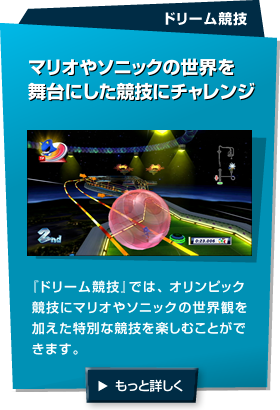 ドリーム競技
マリオやソニックの世界を
舞台にした競技にチャレンジ
2nd
『ドリーム競技』では、オリンピック
競技にマリオやソニックの世界観を
加えた特別な競技を楽しむことがで
きます。
▶ もっと詳しく